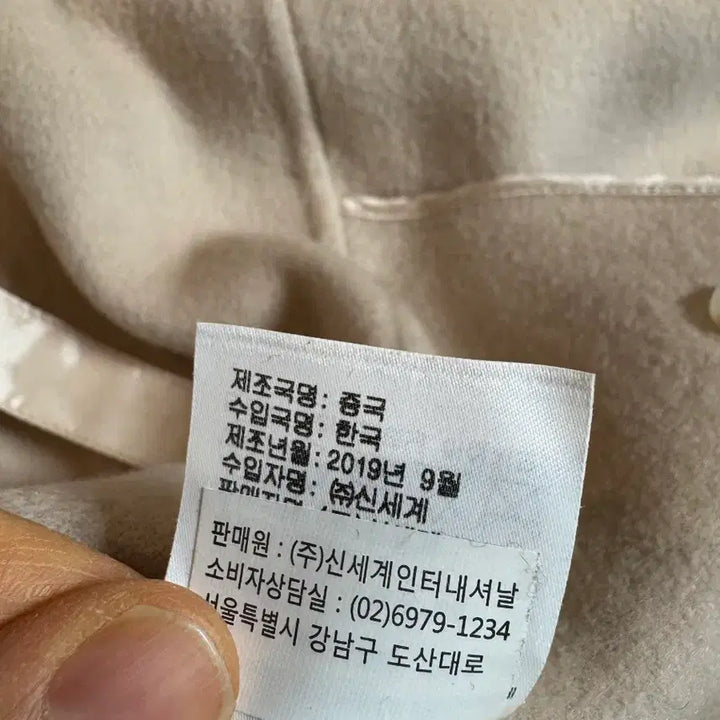 제조국명: 중국
수입국명: 한국
제조년월: 2019년 9월
수입자명: ㈜신세계
판매원 : (주)신세계인터내셔날
소비자상담실 : (02)6979-1234
서울특별시 강남구 도산대로